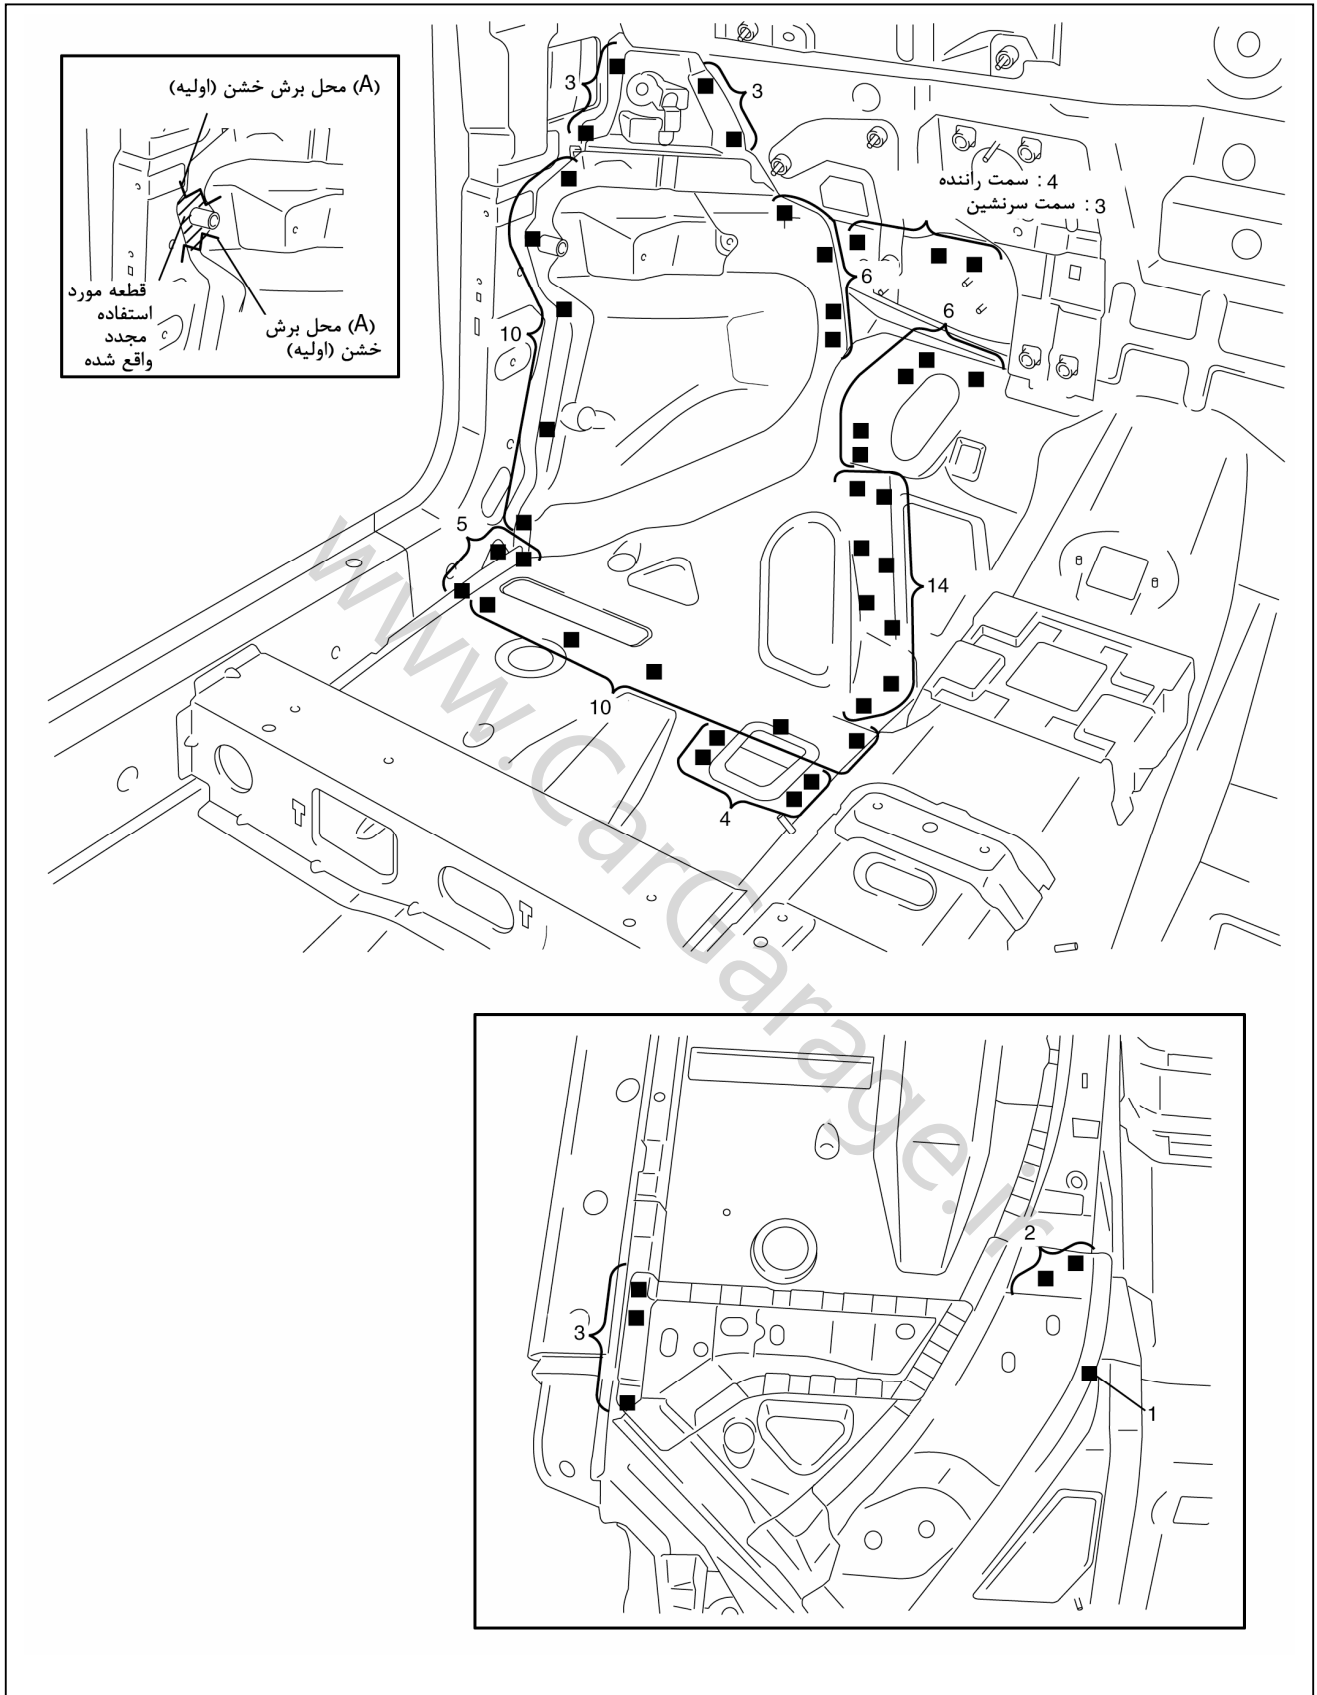 (A) محل برش خشن (اولیه)
قطعه مورد
استفاده
مجدد
واقع شده
(A) محل برش
خشن (اولیه)
3
3
4 : سمت راننده
3 : سمت سرنشین
6
6
10
5
14
10
4
www.CarGarage.ir
2
3
1